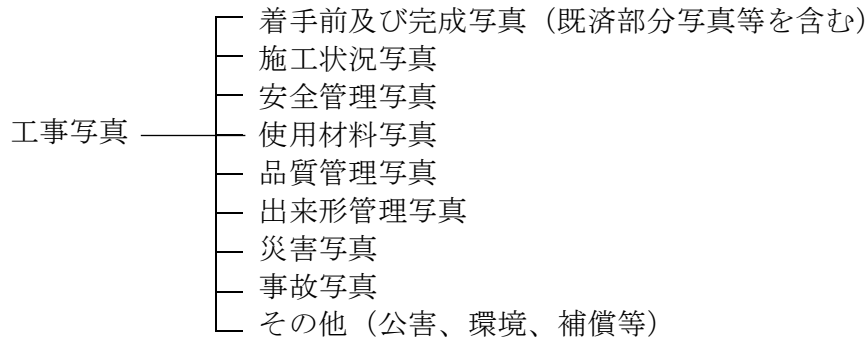 着手前及び完成写真（既済部分写真等を含む）
施工状況写真
安全管理写真
工事写真 使用材料写真
品質管理写真
出来形管理写真
災害写真
事故写真
その他（公害、環境、補償等）